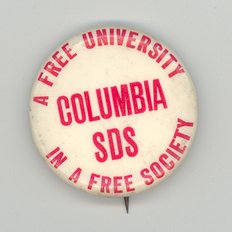 A FREE UNIVERSITY
COLUMBIA
SDS
IN A FREE SOCIETY